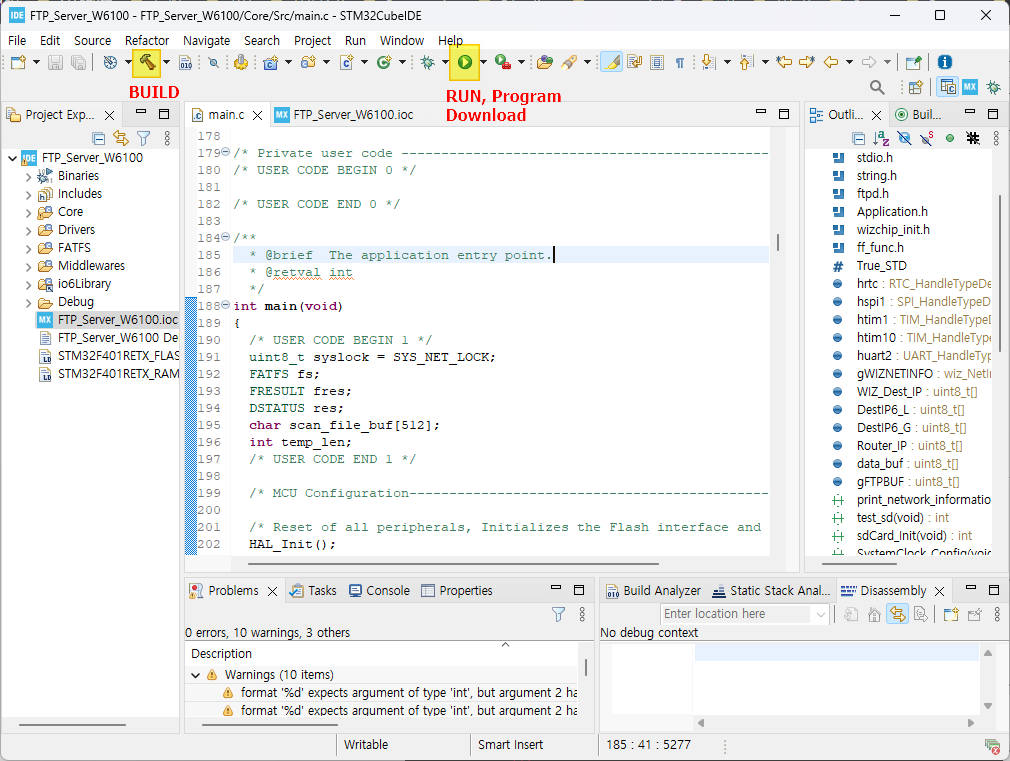 IDE FTP_Server_W6100 - FTP_Server_W6100/Core/Src/main.c - STM32CubeIDE
File Edit Source Refactor Navigate Search Project Run Window Help
BUILD
RUN, Program
Download
Project Exp...
FTP_Server_W6100
Binaries
Includes
Core
Drivers
FATFS
Middlewares
io6Library
Debug
MX FTP_Server_W6100.ioc
FTP_Server_W6100 De
STM32F401RETX_FLAS
STM32F401RETX_RAM
main.c MX FTP_Server_W6100.ioc
178
179 /* Private user code ----------------------------------------------
180 /* USER CODE BEGIN 0 */
181
182 /* USER CODE END 0 */
183
184 /**
185 * @brief  The application entry point.
186 * @retval int
187 */
188 int main(void)
189 {
190 /* USER CODE BEGIN 1 */
191 uint8_t syslock = SYS_NET_LOCK;
192 FATFS fs;
193 FRESULT fres;
194 DSTATUS res;
195 char scan_file_buf[512];
196 int temp_len;
197 /* USER CODE END 1 */
198
199 /* MCU Configuration---------------------------------------------
200
201 /* Reset of all peripherals, Initializes the Flash interface and
202 HAL_Init();
Outli... Buil...
stdio.h
string.h
ftpd.h
Application.h
wizchip_init.h
ff_func.h
# True_STD
hrtc : RTC_HandleTypeDe
hspi1 : SPI_HandleTypeD
htim1 : TIM_HandleTypeD
htim10 : TIM_HandleType
huart2 : UART_HandleTyp
gWIZNETINFO : wiz_NetIn
WIZ_Dest_IP : uint8_t[]
DestIP6_L : uint8_t[]
DestIP6_G : uint8_t[]
Router_IP : uint8_t[]
data_buf : uint8_t[]
gFTPBUF : uint8_t[]
print_network_informatio
test_sd(void) : int
sdCard_Init(void) : int
SystemClock_Config(void
Problems Tasks Console Properties
0 errors, 10 warnings, 3 others
Description
Warnings (10 items)
format '%d' expects argument of type 'int', but argument 2 ha
format '%d' expects argument of type 'int', but argument 2 ha
Build Analyzer Static Stack Anal... Disassembly
Enter location here
No debug context
Writable Smart Insert 185 : 41 : 5277